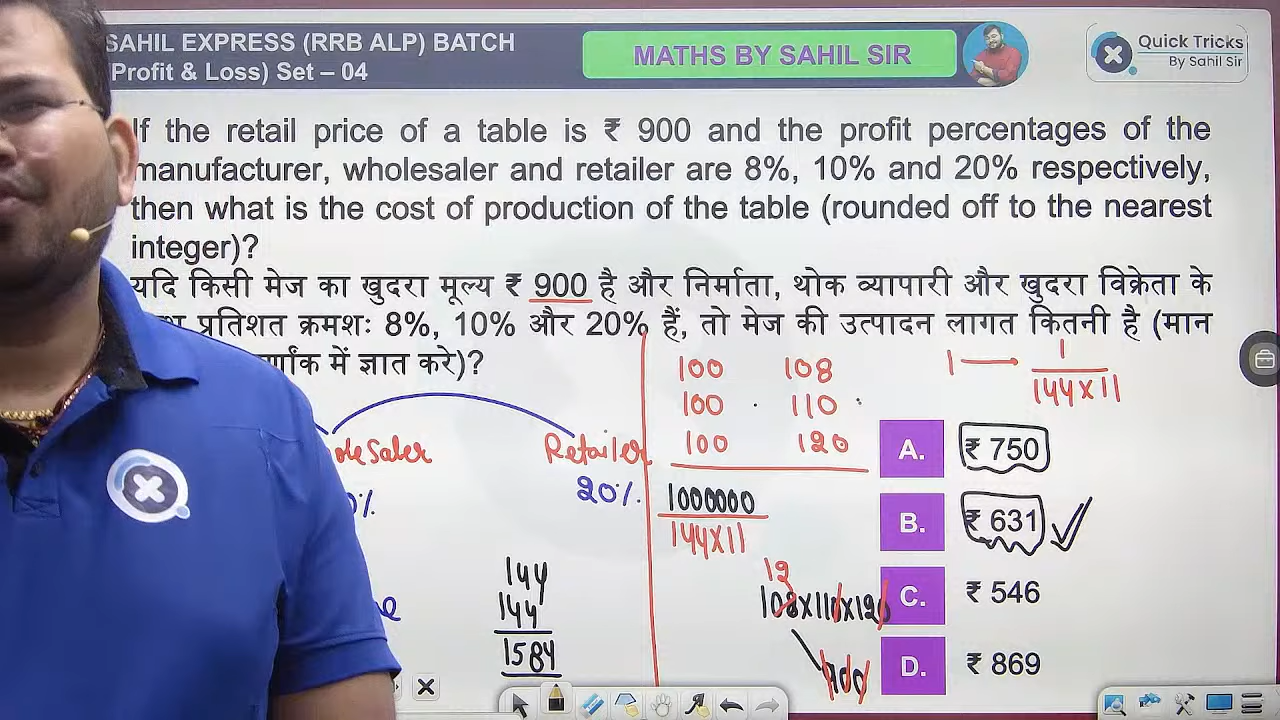 SAHIL EXPRESS (RRB ALP) BATCH
(Profit & Loss) Set – 04
MATHS BY SAHIL SIR
Quick Tricks
By Sahil Sir
If the retail price of a table is ₹ 900 and the profit percentages of the
manufacturer, wholesaler and retailer are 8%, 10% and 20% respectively,
then what is the cost of production of the table (rounded off to the nearest
integer)?
यदि किसी मेज का खुदरा मूल्य ₹ 900 है और निर्माता, थोक व्यापारी और खुदरा विक्रेता के
प्रतिशत क्रमशः 8%, 10% और 20% हैं, तो मेज की उत्पादन लागत कितनी है (मान
में ज्ञात करे)?
Retailer
20%
100 108
100 110
100 120
1000000
144x11
1 → 1
144x11
12
108x110x120
900
144
144
1584
A. ₹ 750
B. ₹ 631
C. ₹ 546
D. ₹ 869